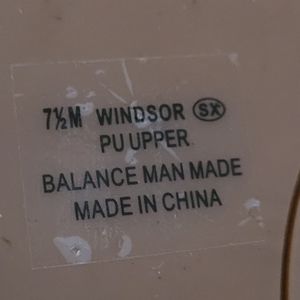 7½M WINDSOR SX
PU UPPER
BALANCE MAN MADE
MADE IN CHINA